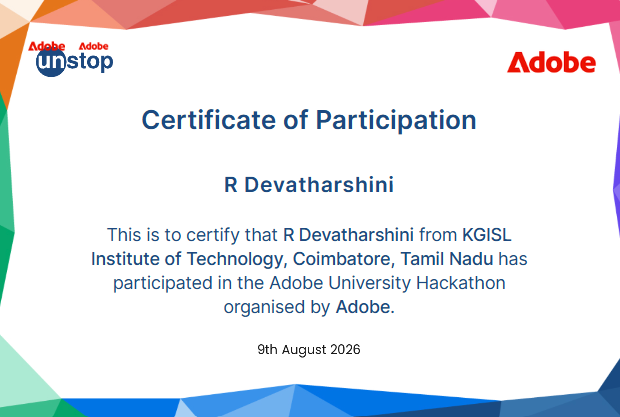 Adobe Adobe
unstop
Adobe
Certificate of Participation
R Devatharshini
This is to certify that R Devatharshini from KGISL
Institute of Technology, Coimbatore, Tamil Nadu has
participated in the Adobe University Hackathon
organised by Adobe.
9th August 2026